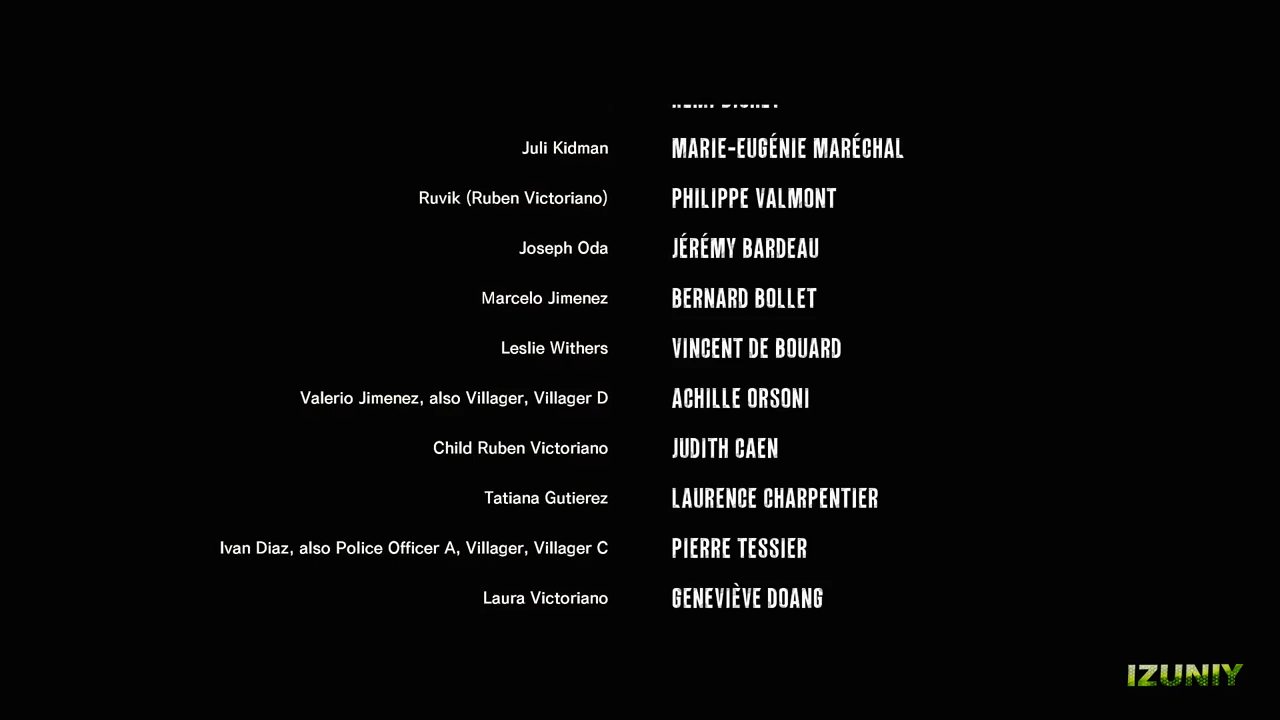 Juli Kidman MARIE-EUGÉNIE MARÉCHAL
Ruvik (Ruben Victoriano) PHILIPPE VALMONT
Joseph Oda JÉRÉMY BARDEAU
Marcelo Jimenez BERNARD BOLLET
Leslie Withers VINCENT DE BOUARD
Valerio Jimenez, also Villager, Villager D ACHILLE ORSONI
Child Ruben Victoriano JUDITH CAEN
Tatiana Gutierez LAURENCE CHARPENTIER
Ivan Diaz, also Police Officer A, Villager, Villager C PIERRE TESSIER
Laura Victoriano GENEVIÈVE DOANG
IZUNIY